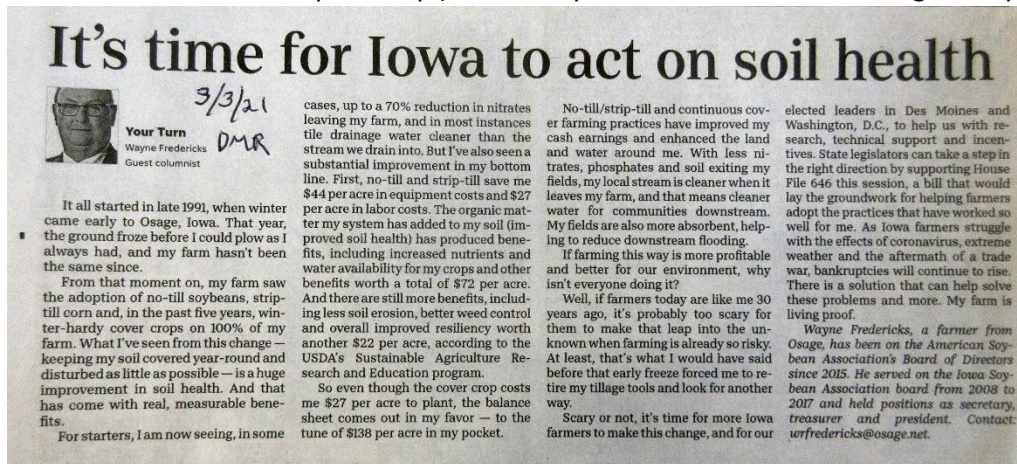 It's time for Iowa to act on soil health
3/3/21
DMR
Your Turn
Wayne Fredericks
Guest columnist
It all started in late 1991, when winter
came early to Osage, Iowa. That year,
the ground froze before I could plow as I
always had, and my farm hasn't been
the same since.
From that moment on, my farm saw
the adoption of no-till soybeans, strip-
till corn and, in the past five years, win-
ter-hardy cover crops on 100% of my
farm. What I've seen from this change —
keeping my soil covered year-round and
disturbed as little as possible — is a huge
improvement in soil health. And that
has come with real, measurable bene-
fits.
For starters, I am now seeing, in some
cases, up to a 70% reduction in nitrates
leaving my farm, and in most instances
tile drainage water cleaner than the
stream we drain into. But I've also seen a
substantial improvement in my bottom
line. First, no-till and strip-till save me
$44 per acre in equipment costs and $27
per acre in labor costs. The organic mat-
ter my system has added to my soil (im-
proved soil health) has produced bene-
fits, including increased nutrients and
water availability for my crops and other
benefits worth a total of $72 per acre.
And there are still more benefits, includ-
ing less soil erosion, better weed control
and overall improved resiliency worth
another $22 per acre, according to the
USDA's Sustainable Agriculture Re-
search and Education program.
So even though the cover crop costs
me $27 per acre to plant, the balance
sheet comes out in my favor — to the
tune of $138 per acre in my pocket.
No-till/strip-till and continuous cov-
er farming practices have improved my
cash earnings and enhanced the land
and water around me. With less ni-
trates, phosphates and soil exiting my
fields, my local stream is cleaner when it
leaves my farm, and that means cleaner
water for communities downstream.
My fields are also more absorbent, help-
ing to reduce downstream flooding.
If farming this way is more profitable
and better for our environment, why
isn't everyone doing it?
Well, if farmers today are like me 30
years ago, it's probably too scary for
them to make that leap into the un-
known when farming is already so risky.
At least, that's what I would have said
before that early freeze forced me to re-
tire my tillage tools and look for another
way.
Scary or not, it's time for more Iowa
farmers to make this change, and for our
elected leaders in Des Moines and
Washington, D.C., to help us with re-
search, technical support and incen-
tives. State legislators can take a step in
the right direction by supporting House
File 646 this session, a bill that would
lay the groundwork for helping farmers
adopt the practices that have worked so
well for me. As Iowa farmers struggle
with the effects of coronavirus, extreme
weather and the aftermath of a trade
war, bankruptcies will continue to rise.
There is a solution that can help solve
these problems and more. My farm is
living proof.
Wayne Fredericks, a farmer from
Osage, has been on the American Soy-
bean Association's Board of Directors
since 2015. He served on the Iowa Soy-
bean Association board from 2008 to
2017 and held positions as secretary,
treasurer and president. Contact:
wrfredericks@osage.net.